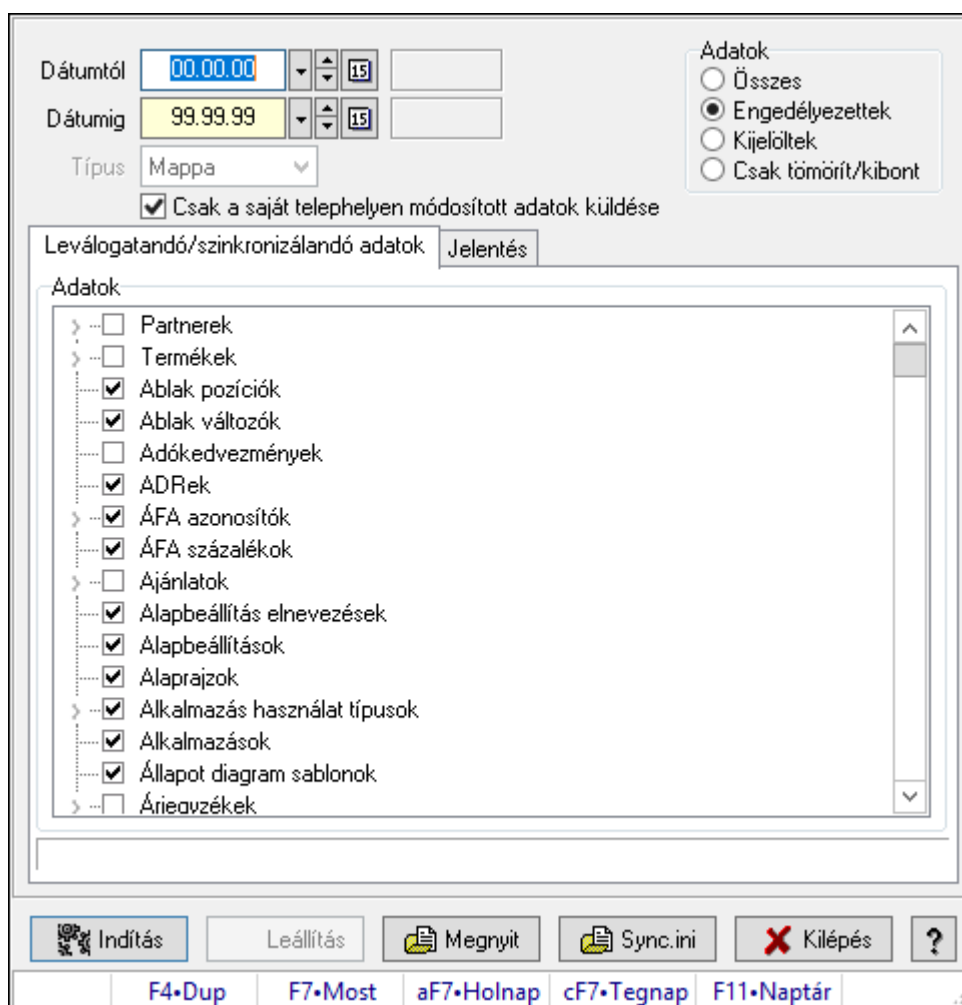 Dátumtól 00.00.00 15
Dátumig 99.99.99 15
Típus Mappa
Csak a saját telephelyen módosított adatok küldése
Adatok
Összes
Engedélyezettek
Kijelöltek
Csak tömörít/kibont
Leválogatandó/szinkronizálandó adatok Jelentés
Adatok
Partnerek
Termékek
Ablak pozíciók
Ablak változók
Adókedvezmények
ADRek
ÁFA azonosítók
ÁFA százalékok
Ajánlatok
Alapbeállítás elnevezések
Alapbeállítások
Alaprajzok
Alkalmazás használat típusok
Alkalmazások
Állapot diagram sablonok
Árjegyzékek
Indítás Leállítás Megnyit Sync.ini Kilépés ?
F4•Dup F7•Most aF7•Holnap cF7•Tegnap F11•Naptár